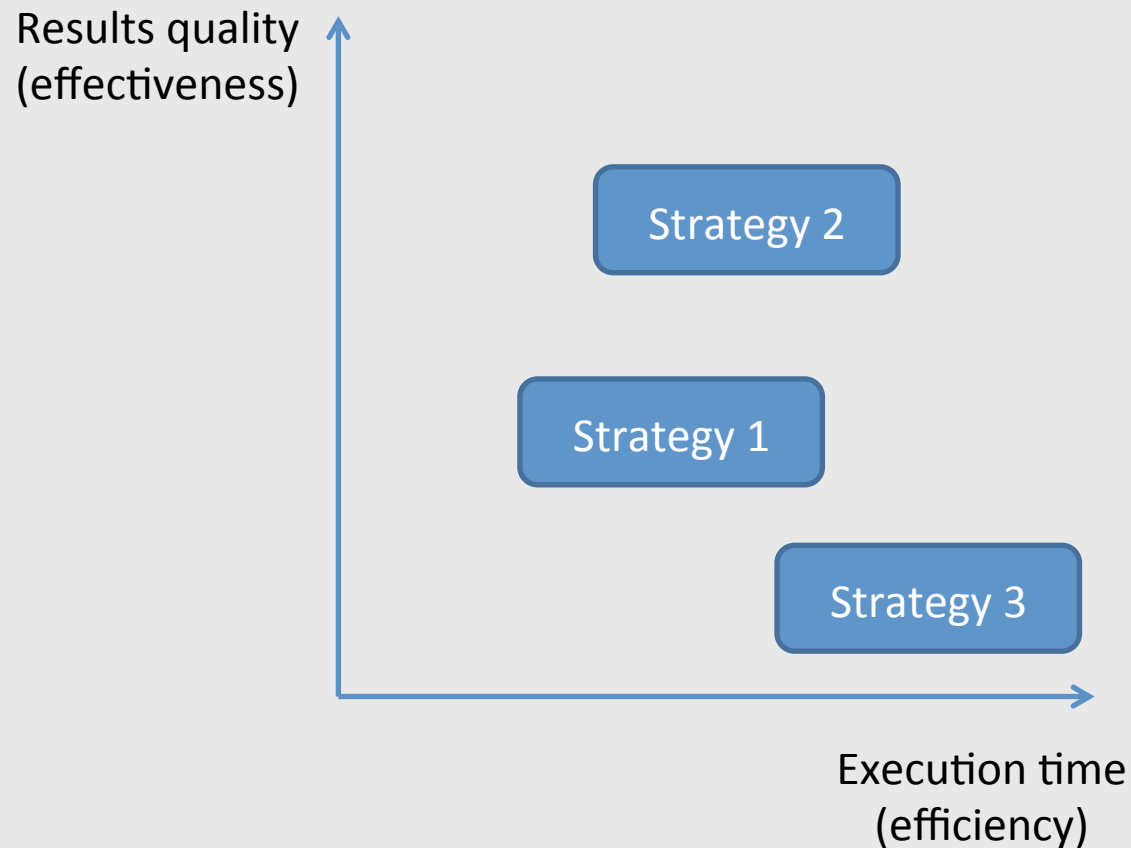 Results quality
(effectiveness)
Strategy 2
Strategy 1
Strategy 3
Execution time
(efficiency)